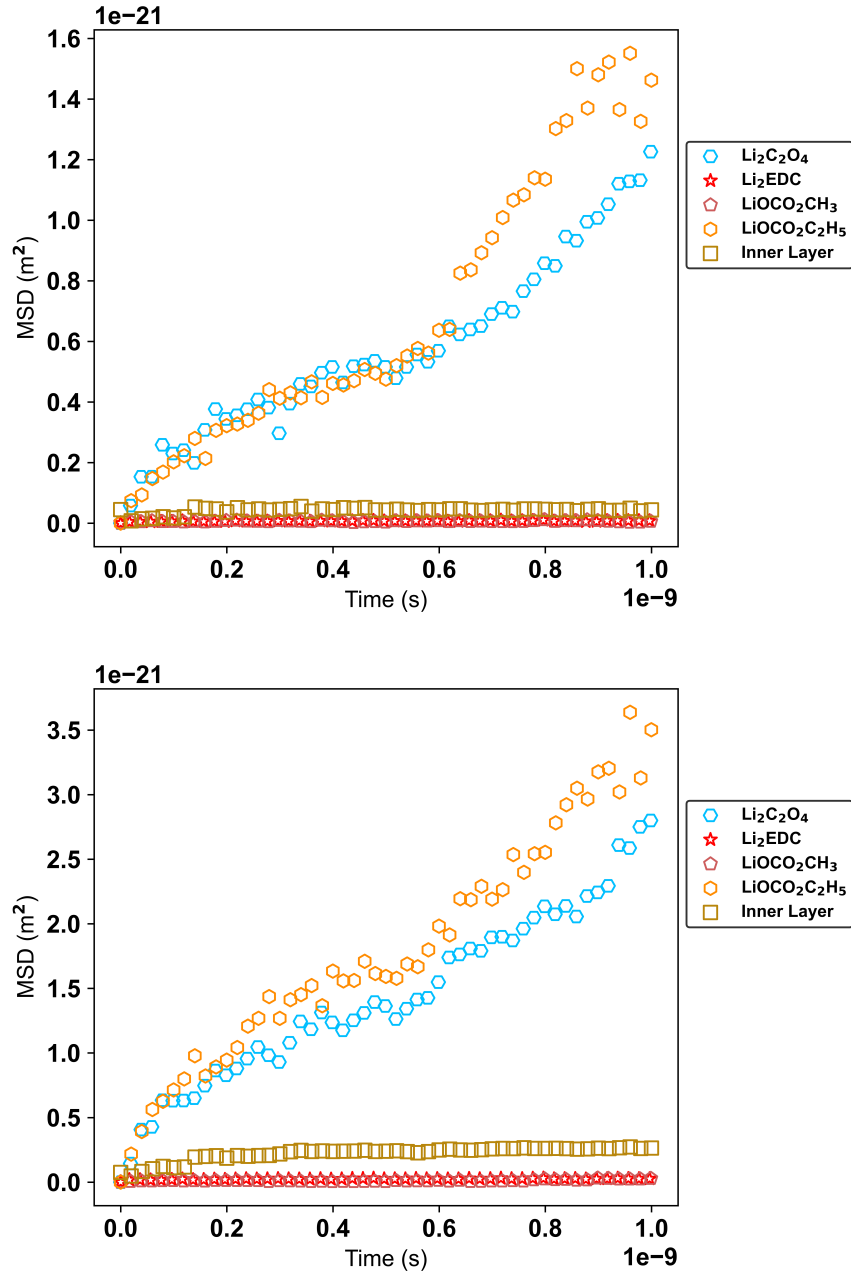 1e−21
1.6
1.4
1.2
1.0
0.8
0.6
0.4
0.2
0.0
MSD (m²)
0.0 0.2 0.4 0.6 0.8 1.0
Time (s)
1e−9
Li₂C₂O₄
Li₂EDC
LiOCO₂CH₃
LiOCO₂C₂H₅
Inner Layer
1e−21
3.5
3.0
2.5
2.0
1.5
1.0
0.5
0.0
MSD (m²)
0.0 0.2 0.4 0.6 0.8 1.0
Time (s)
1e−9
Li₂C₂O₄
Li₂EDC
LiOCO₂CH₃
LiOCO₂C₂H₅
Inner Layer